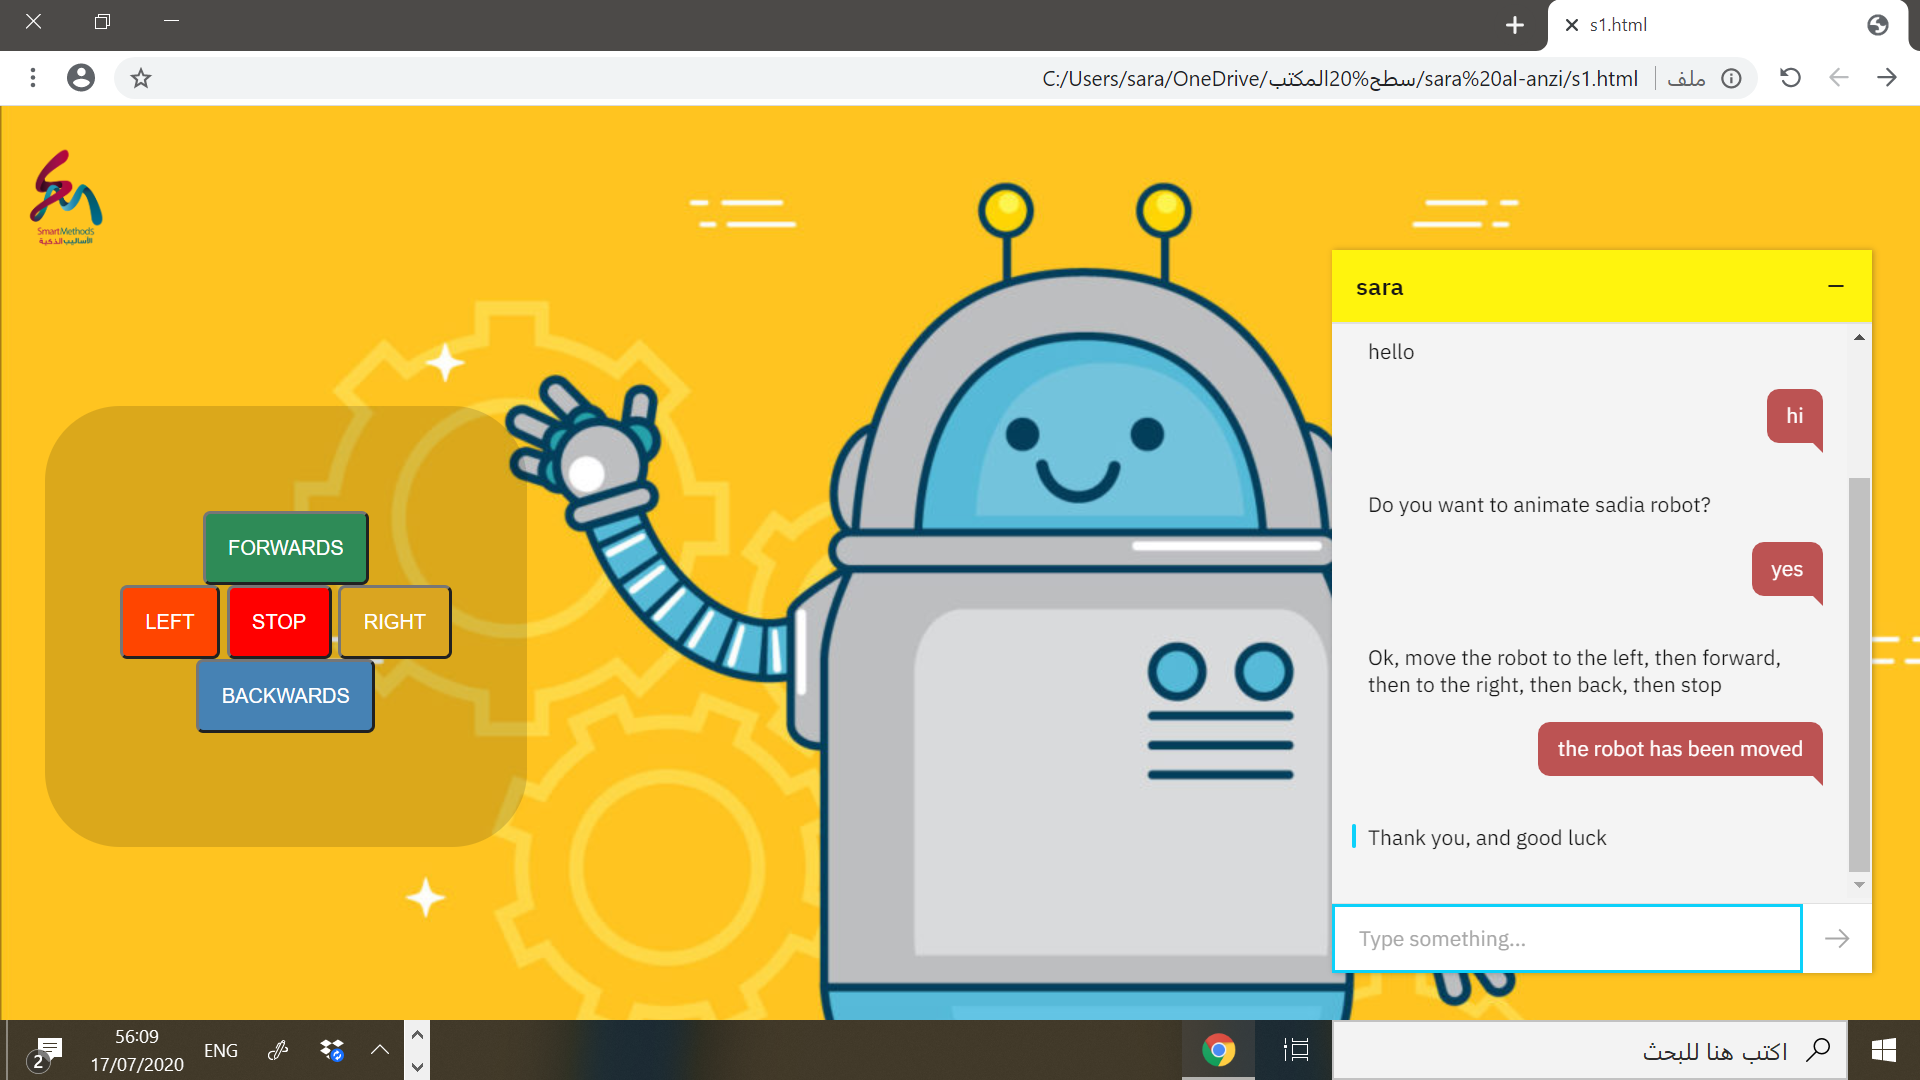 s1.html
C:/Users/sara/OneDrive/سطح%20المكتب/sara%20al-anzi/s1.html
ملف
SmartMethods
الأساليب الذكية
sara
hello
hi
Do you want to animate sadia robot?
yes
Ok, move the robot to the left, then forward,
then to the right, then back, then stop
the robot has been moved
Thank you, and good luck
Type something...
FORWARDS
LEFT
STOP
RIGHT
BACKWARDS
2
56:09
17/07/2020
ENG
اكتب هنا للبحث